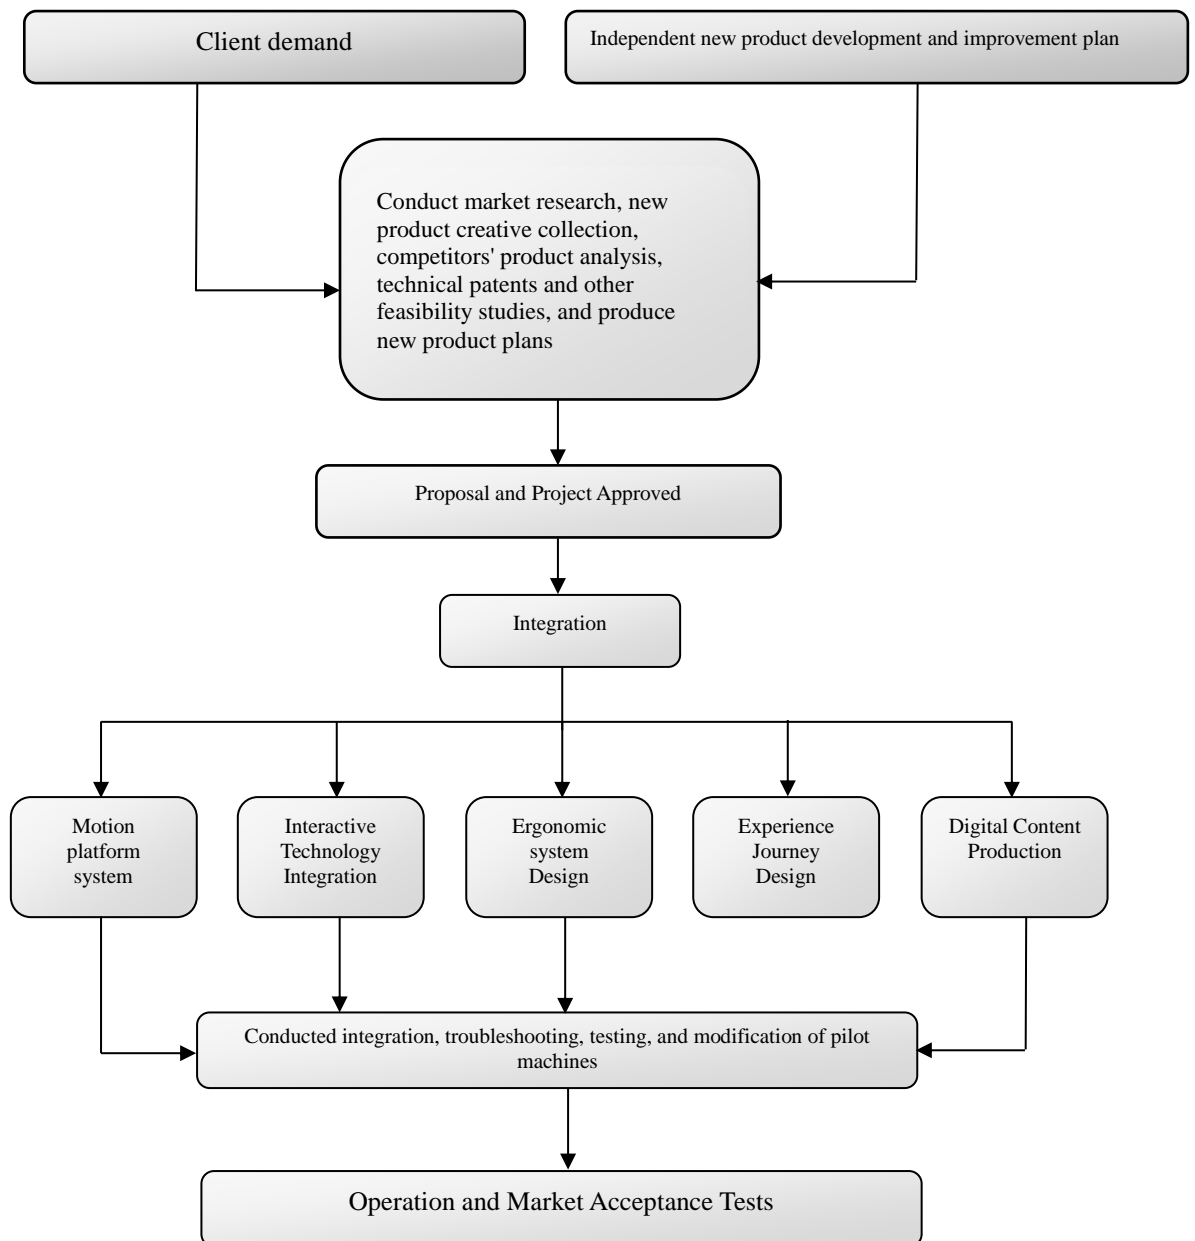 Client demand
Independent new product development and improvement plan
Conduct market research, new
product creative collection,
competitors' product analysis,
technical patents and other
feasibility studies, and produce
new product plans
Proposal and Project Approved
Integration
Motion
platform
system
Interactive
Technology
Integration
Ergonomic
system
Design
Experience
Journey
Design
Digital Content
Production
Conducted integration, troubleshooting, testing, and modification of pilot
machines
Operation and Market Acceptance Tests